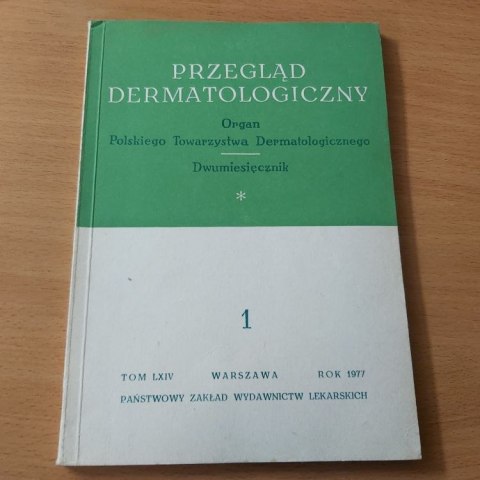 PRZEGLĄD
DERMATOLOGICZNY
Organ
Polskiego Towarzystwa Dermatologicznego
Dwumiesięcznik
*
1
TOM LXIV WARSZAWA ROK 1977
PAŃSTWOWY ZAKŁAD WYDAWNICTW LEKARSKICH